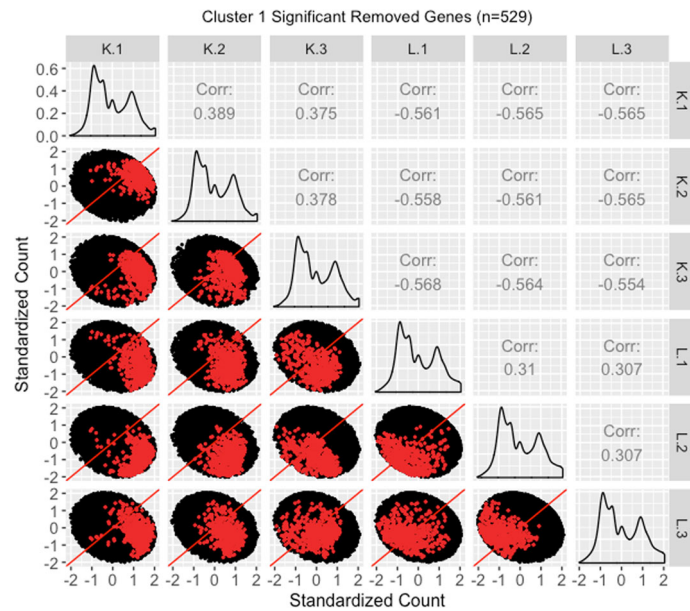 Cluster 1 Significant Removed Genes (n=529)
K.1 K.2 K.3 L.1 L.2 L.3
0.6
0.4
0.2
0.0
Corr: Corr: Corr: Corr: Corr:
0.389 0.375 -0.561 -0.565 -0.565
K.1
2
1
0
-1
-2
Corr: Corr: Corr: Corr:
0.378 -0.558 -0.561 -0.565
K.2
2
1
0
-1
-2
Corr: Corr: Corr:
-0.568 -0.564 -0.554
K.3
2
1
0
-1
-2
Corr: Corr:
0.31 0.307
L.1
2
1
0
-1
-2
Corr:
0.307
L.2
2
1
0
-1
-2
L.3
Standardized Count
-2 -1 0 1 2 -2 -1 0 1 2 -2 -1 0 1 2 -2 -1 0 1 2 -2 -1 0 1 2 -2 -1 0 1 2
Standardized Count